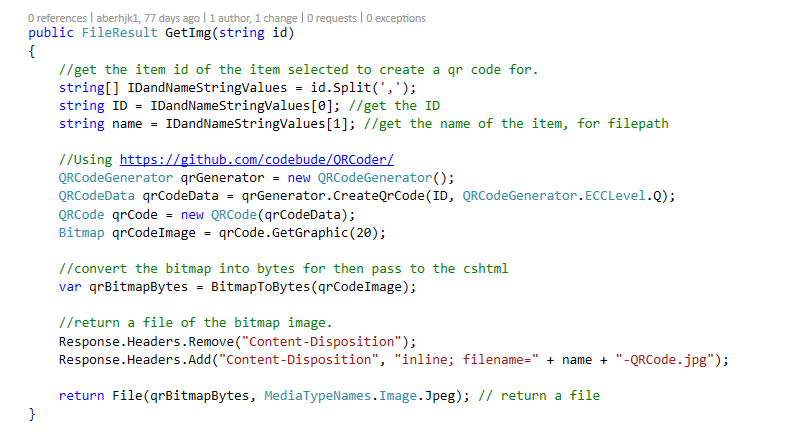 0 references | aberhjk1, 77 days ago | 1 author, 1 change | 0 requests | 0 exceptions
public FileResult GetImg(string id)
{
    //get the item id of the item selected to create a qr code for.
    string[] IDandNameStringValues = id.Split(',');
    string ID = IDandNameStringValues[0]; //get the ID
    string name = IDandNameStringValues[1]; //get the name of the item, for filepath

    //Using https://github.com/codebude/QRCoder/
    QRCodeGenerator qrGenerator = new QRCodeGenerator();
    QRCodeData qrCodeData = qrGenerator.CreateQrCode(ID, QRCodeGenerator.ECCLevel.Q);
    QRCode qrCode = new QRCode(qrCodeData);
    Bitmap qrCodeImage = qrCode.GetGraphic(20);

    //convert the bitmap into bytes for then pass to the cshtml
    var qrBitmapBytes = BitmapToBytes(qrCodeImage);

    //return a file of the bitmap image.
    Response.Headers.Remove("Content-Disposition");
    Response.Headers.Add("Content-Disposition", "inline; filename=" + name + "-QRCode.jpg");

    return File(qrBitmapBytes, MediaTypeNames.Image.Jpeg); // return a file
}